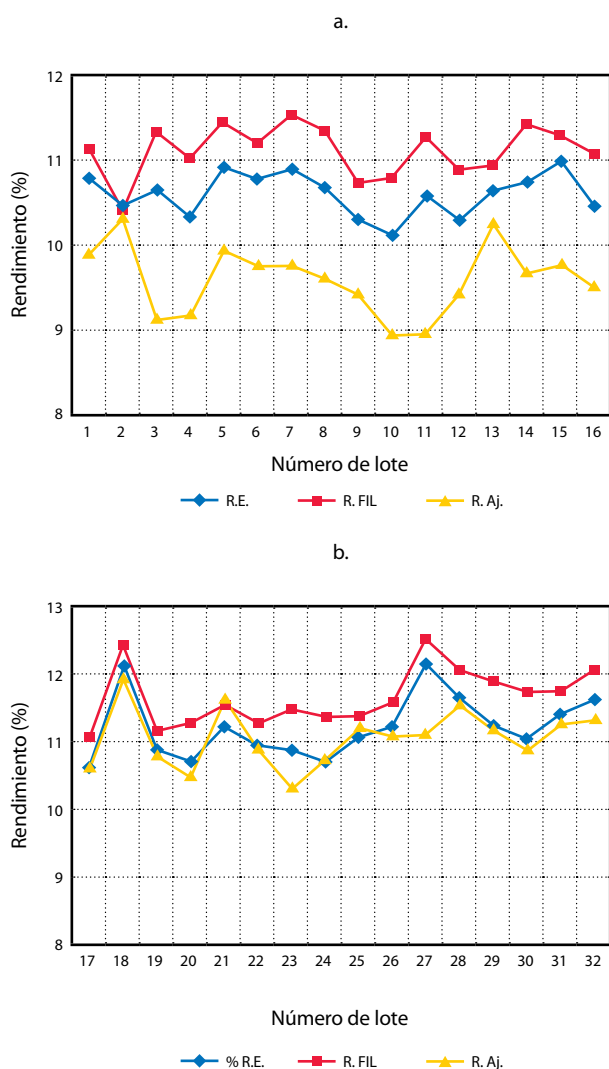 a.
Rendimiento (%)
12
11
10
9
8
1 2 3 4 5 6 7 8 9 10 11 12 13 14 15 16
Número de lote
R.E. R. FIL R. Aj.
b.
Rendimiento (%)
13
12
11
10
9
8
17 18 19 20 21 22 23 24 25 26 27 28 29 30 31 32
Número de lote
% R.E. R. FIL R. Aj.